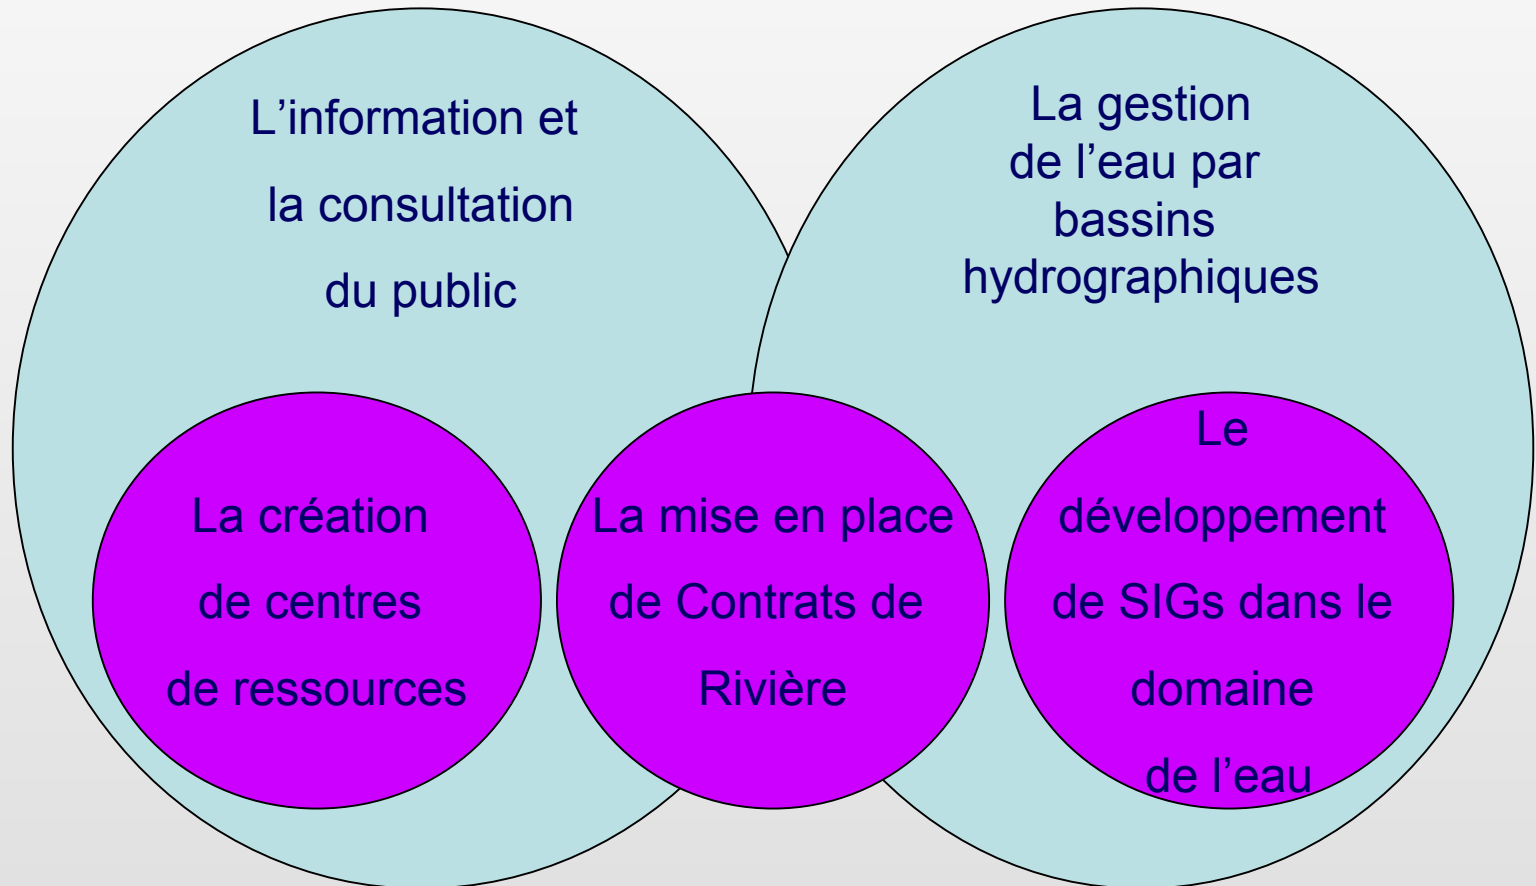 L’information et
la consultation
du public
La gestion
de l’eau par
bassins
hydrographiques
La création
de centres
de ressources
La mise en place
de Contrats de
Rivière
Le
développement
de SIGs dans le
domaine
de l’eau